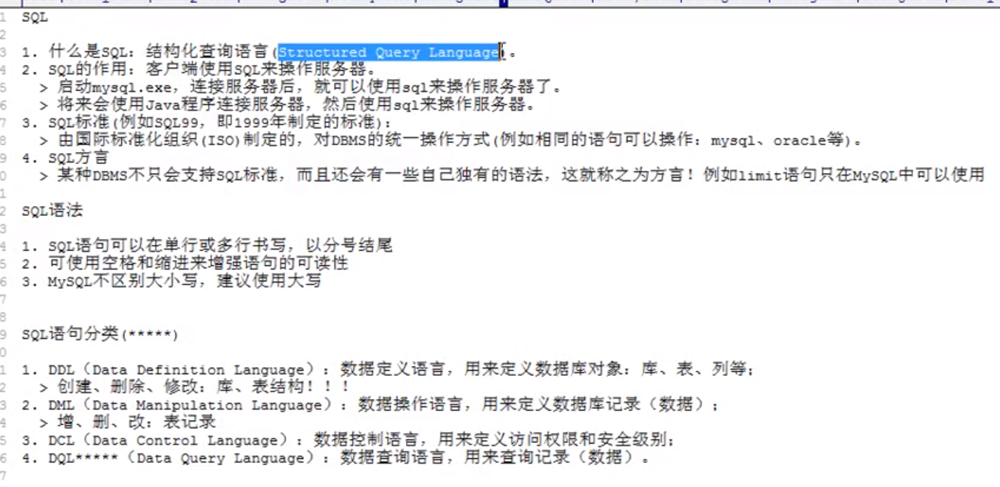 SQL
1. 什么是SQL：结构化查询语言(Structured Query Language)。
2. SQL的作用：客户端使用SQL来操作服务器。
> 启动mysql.exe，连接服务器后，就可以使用sql来操作服务器了。
> 将来会使用Java程序连接服务器，然后使用sql来操作服务器。
3. SQL标准(例如SQL99，即1999年制定的标准)：
> 由国际标准化组织(ISO)制定的，对DBMS的统一操作方式(例如相同的语句可以操作：mysql、oracle等)。
4. SQL方言
> 某种DBMS不只会支持SQL标准，而且还会有一些自己独有的语法，这就称之为方言！例如limit语句只在MySQL中可以使用
SQL语法
1. SQL语句可以在单行或多行书写，以分号结尾
2. 可使用空格和缩进来增强语句的可读性
3. MySQL不区别大小写，建议使用大写
SQL语句分类(*****)
1. DDL（Data Definition Language）：数据定义语言，用来定义数据库对象：库、表、列等；
> 创建、删除、修改：库、表结构！！！
2. DML（Data Manipulation Language）：数据操作语言，用来定义数据库记录（数据）；
> 增、删、改：表记录
3. DCL（Data Control Language）：数据控制语言，用来定义访问权限和安全级别；
4. DQL*****（Data Query Language）：数据查询语言，用来查询记录（数据）。